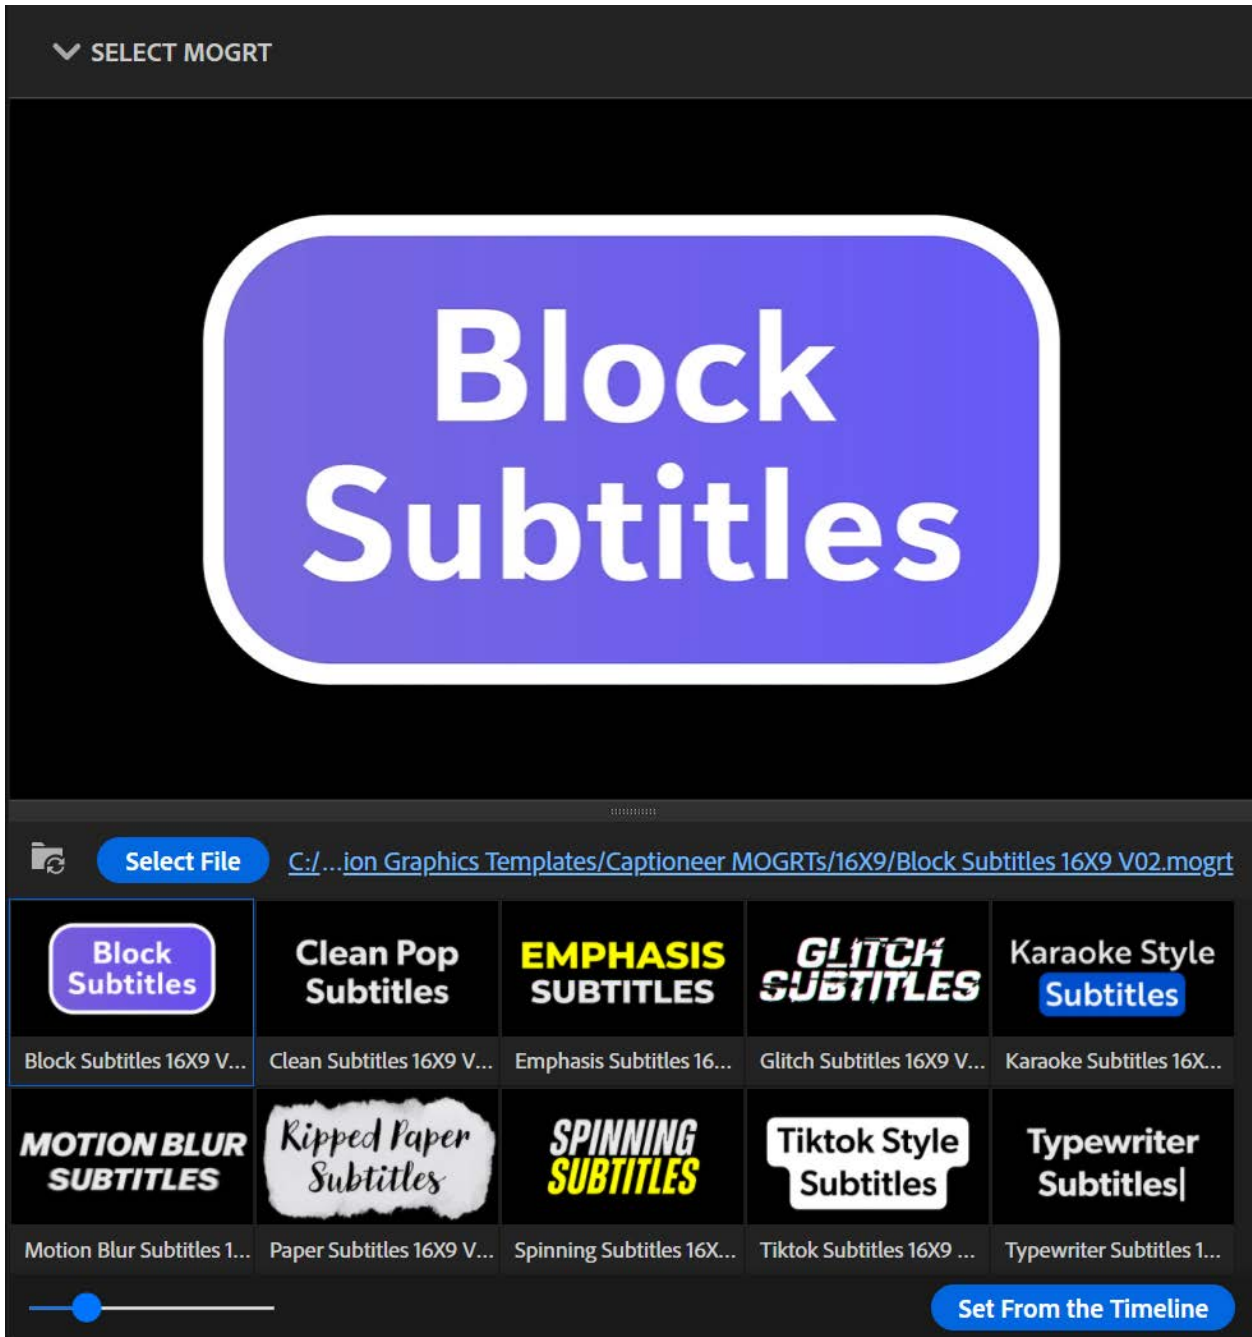 SELECT MOGRT
Block
Subtitles
Select File
C:/...ion Graphics Templates/Captioneer MOGRTs/16X9/Block Subtitles 16X9 V02.mogrt
Block
Subtitles
Clean Pop
Subtitles
EMPHASIS
SUBTITLES
GLITCH
SUBTITLES
Karaoke Style
Subtitles
Block Subtitles 16X9 V...
Clean Subtitles 16X9 V...
Emphasis Subtitles 16...
Glitch Subtitles 16X9 V...
Karaoke Subtitles 16X...
MOTION BLUR
SUBTITLES
Ripped Paper
Subtitles
SPINNING
SUBTITLES
Tiktok Style
Subtitles
Typewriter
Subtitles|
Motion Blur Subtitles 1...
Paper Subtitles 16X9 V...
Spinning Subtitles 16X...
Tiktok Subtitles 16X9 ...
Typewriter Subtitles 1...
Set From the Timeline